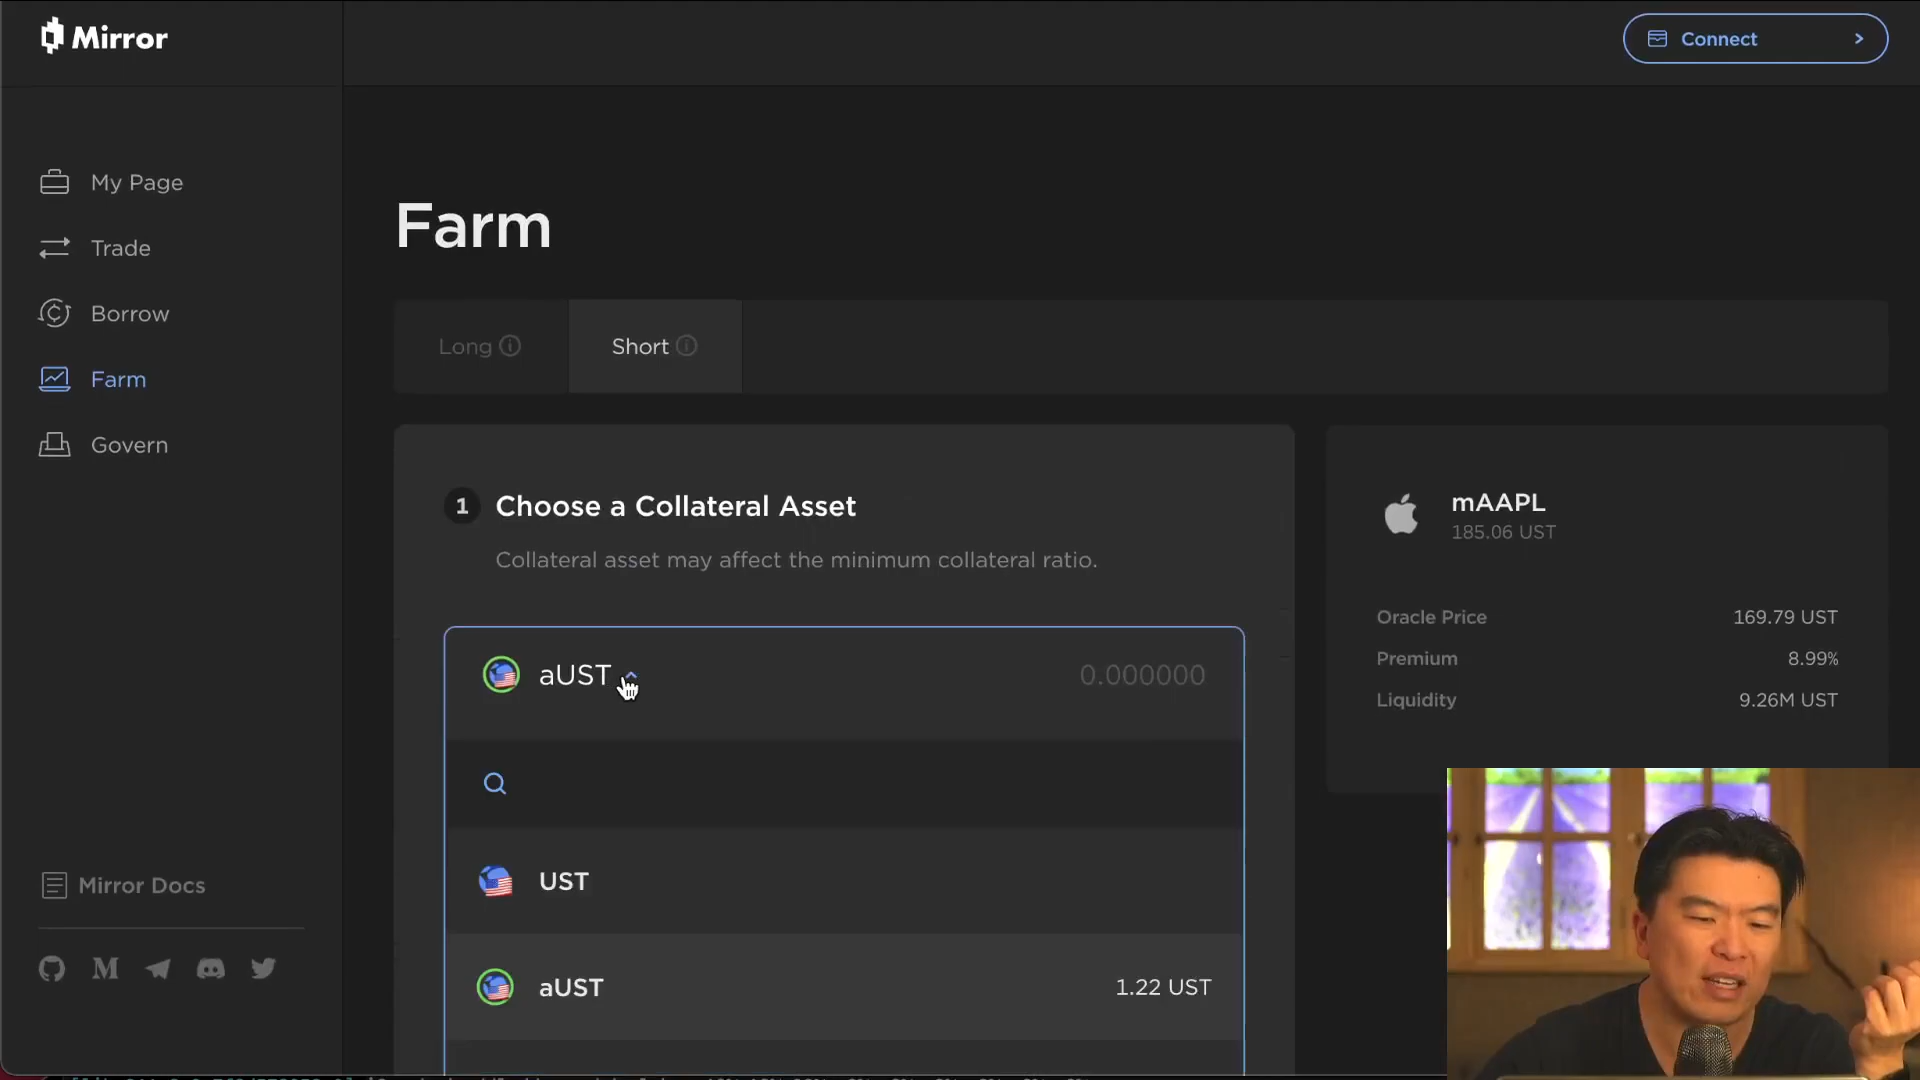 Mirror
Connect
My Page
Trade
Borrow
Farm
Govern
Mirror Docs
Farm
Long
Short
1 Choose a Collateral Asset
Collateral asset may affect the minimum collateral ratio.
aUST 0.000000
UST
aUST 1.22 UST
mAAPL
185.06 UST
Oracle Price 169.79 UST
Premium 8.99%
Liquidity 9.26M UST